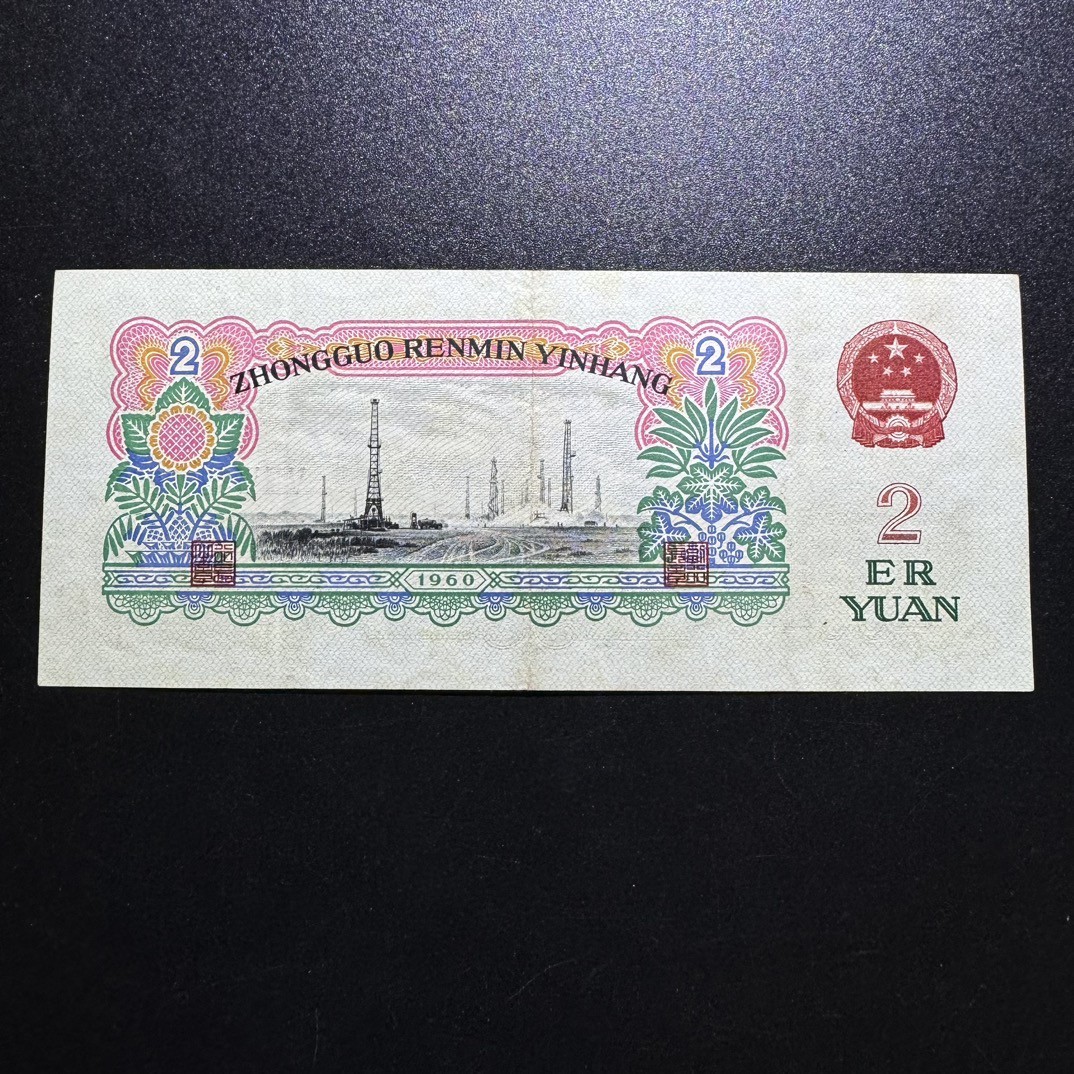 2
2
ZHONGGUO RENMIN YINHANG
1960
2
ER
YUAN